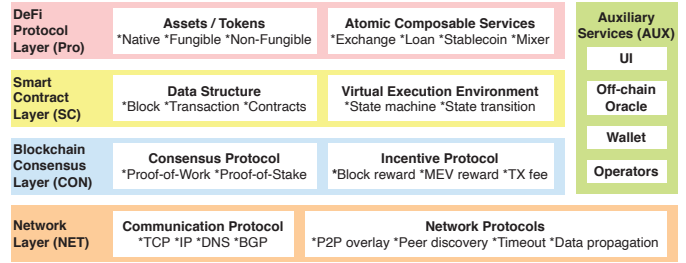 DeFi
Protocol
Layer (Pro)
Assets / Tokens
*Native *Fungible *Non-Fungible
Atomic Composable Services
*Exchange *Loan *Stablecoin *Mixer
Smart
Contract
Layer (SC)
Data Structure
*Block *Transaction *Contracts
Virtual Execution Environment
*State machine *State transition
Blockchain
Consensus
Layer (CON)
Consensus Protocol
*Proof-of-Work *Proof-of-Stake
Incentive Protocol
*Block reward *MEV reward *TX fee
Network
Layer (NET)
Communication Protocol
*TCP *IP *DNS *BGP
Network Protocols
*P2P overlay *Peer discovery *Timeout *Data propagation
Auxiliary
Services (AUX)
UI
Off-chain
Oracle
Wallet
Operators